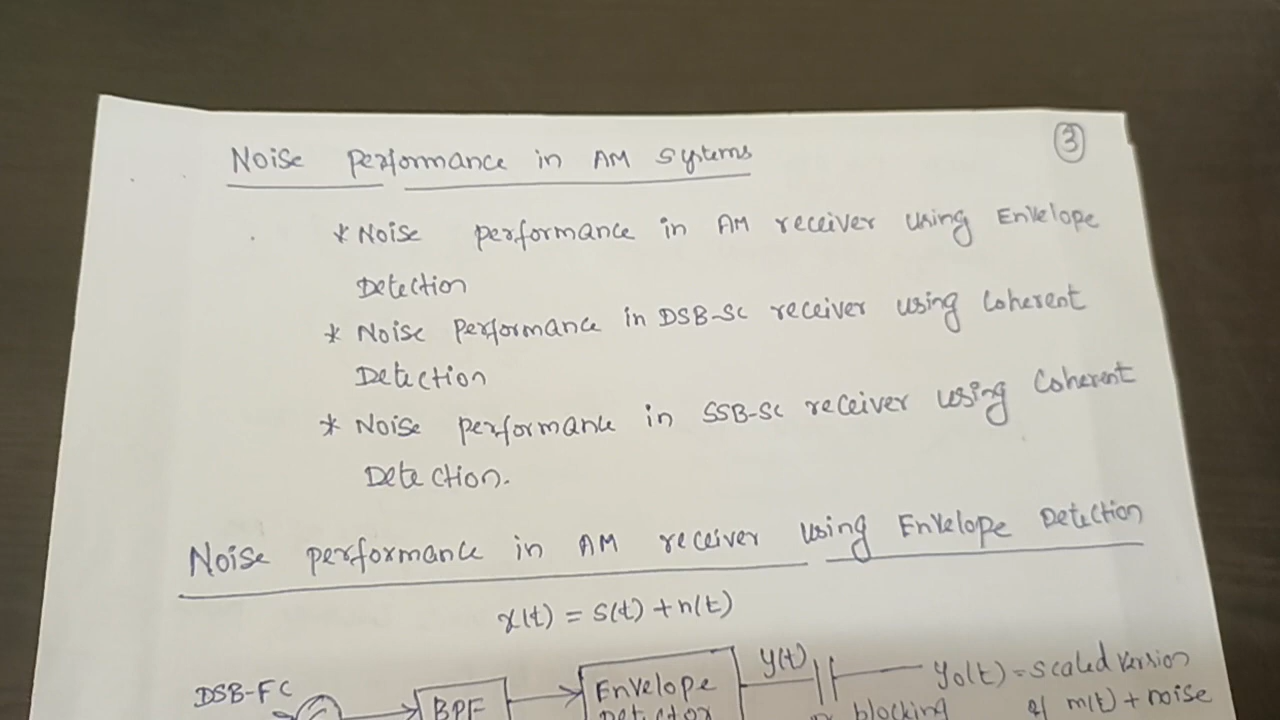 Noise performance in AM systems
3
* Noise performance in AM receiver using Envelope
Detection
* Noise performance in DSB-SC receiver using Coherent
Detection
* Noise performance in SSB-SC receiver using Coherent
Detection.
Noise performance in AM receiver using Envelope Detection
x(t) = s(t) + n(t)
DSB-FC
BPF
Envelope
Detector
y(t)
blocking
yo(t) = scaled version
of m(t) + noise